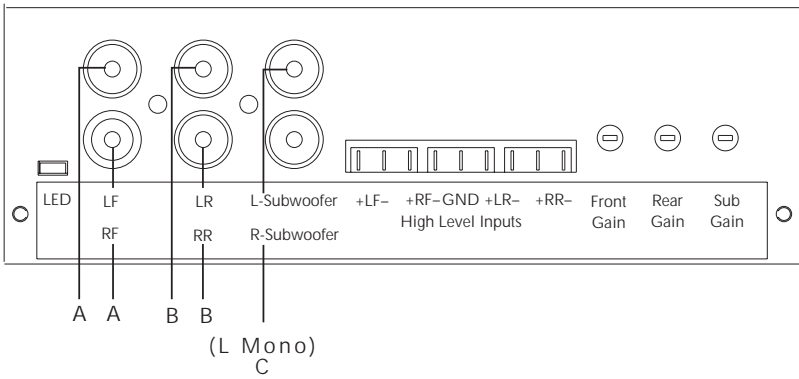 LED LF LR L-Subwoofer +LF– +RF–GND +LR– +RR– Front Rear Sub
RF RR R-Subwoofer High Level Inputs Gain Gain Gain
A A B B
(L Mono)
C